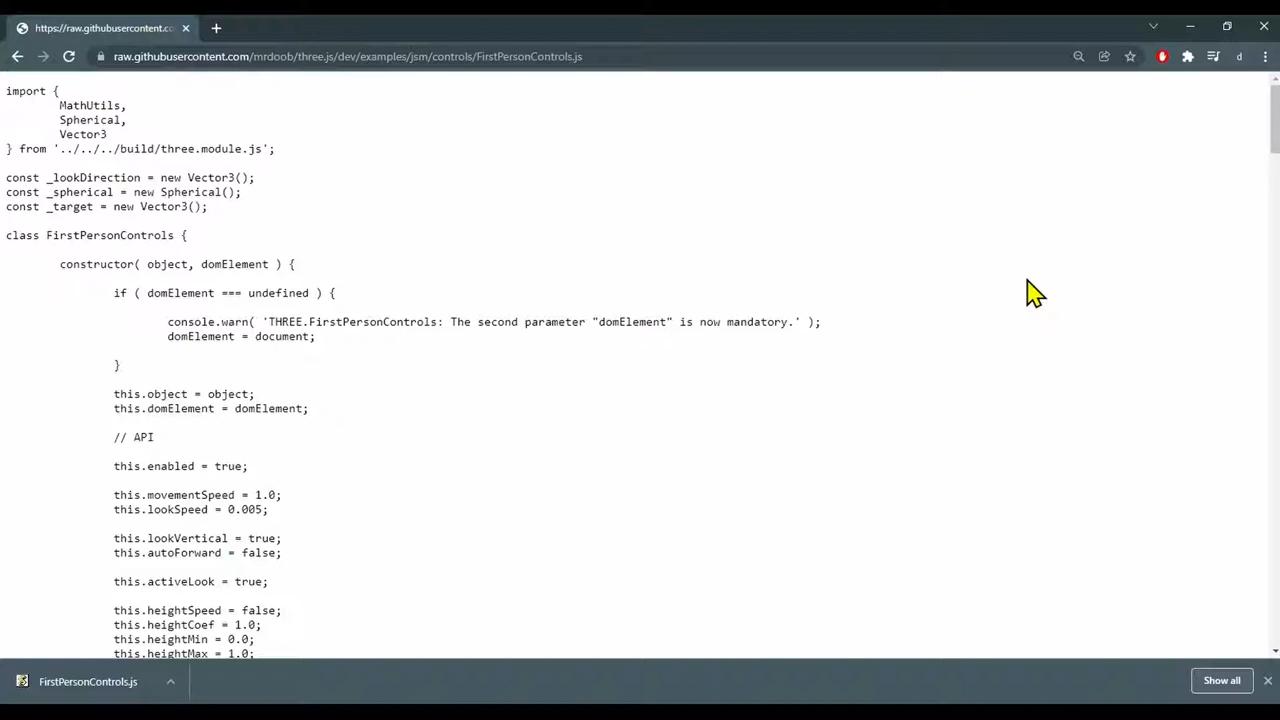 https://raw.githubusercontent.co
raw.githubusercontent.com/mrdoob/three.js/dev/examples/jsm/controls/FirstPersonControls.js
d
import {
MathUtils,
Spherical,
Vector3
} from '../../../build/three.module.js';
const _lookDirection = new Vector3();
const _spherical = new Spherical();
const _target = new Vector3();
class FirstPersonControls {
constructor( object, domElement ) {
if ( domElement === undefined ) {
console.warn( 'THREE.FirstPersonControls: The second parameter "domElement" is now mandatory.' );
domElement = document;
}
this.object = object;
this.domElement = domElement;
// API
this.enabled = true;
this.movementSpeed = 1.0;
this.lookSpeed = 0.005;
this.lookVertical = true;
this.autoForward = false;
this.activeLook = true;
this.heightSpeed = false;
this.heightCoef = 1.0;
this.heightMin = 0.0;
this.heightMax = 1.0;
FirstPersonControls.js
Show all